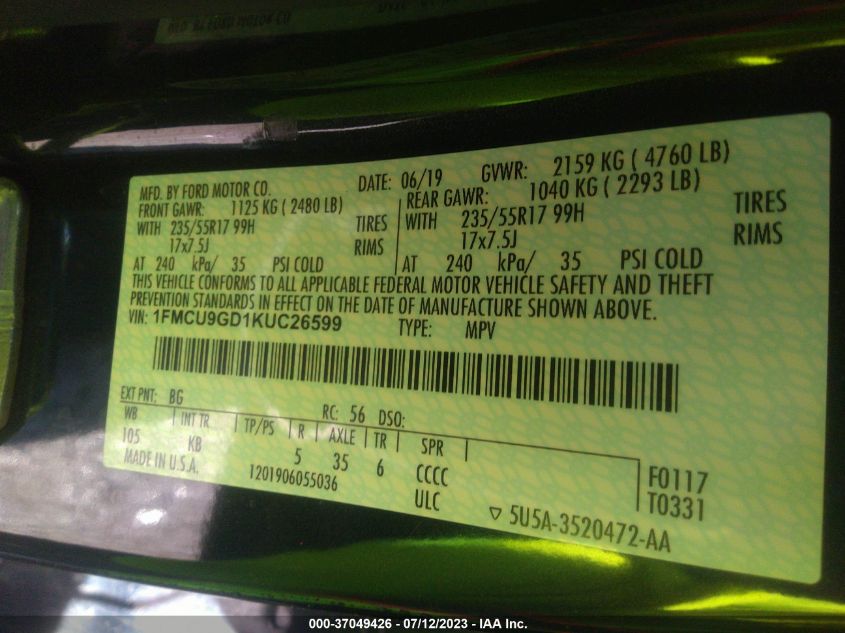 MFD. BY FORD MOTOR CO.
DATE: 06/19 GVWR: 2159 KG ( 4760 LB)
FRONT GAWR: 1125 KG ( 2480 LB) REAR GAWR: 1040 KG ( 2293 LB)
WITH 235/55R17 99H TIRES WITH 235/55R17 99H TIRES
17x7.5J RIMS 17x7.5J RIMS
AT 240 kPa/ 35 PSI COLD AT 240 kPa/ 35 PSI COLD
THIS VEHICLE CONFORMS TO ALL APPLICABLE FEDERAL MOTOR VEHICLE SAFETY AND THEFT
PREVENTION STANDARDS IN EFFECT ON THE DATE OF MANUFACTURE SHOWN ABOVE.
VIN: 1FMCU9GD1KUC26599 TYPE: MPV
EXT PNT: BG RC: 56 DSO:
WB INT TR TP/PS R AXLE TR SPR
105 KB 5 35 6 CCCC F0117
MADE IN U.S.A. 1201906055036 ULC T0331
▽ 5U5A-3520472-AA
000-37049426 - 07/12/2023 - IAA Inc.